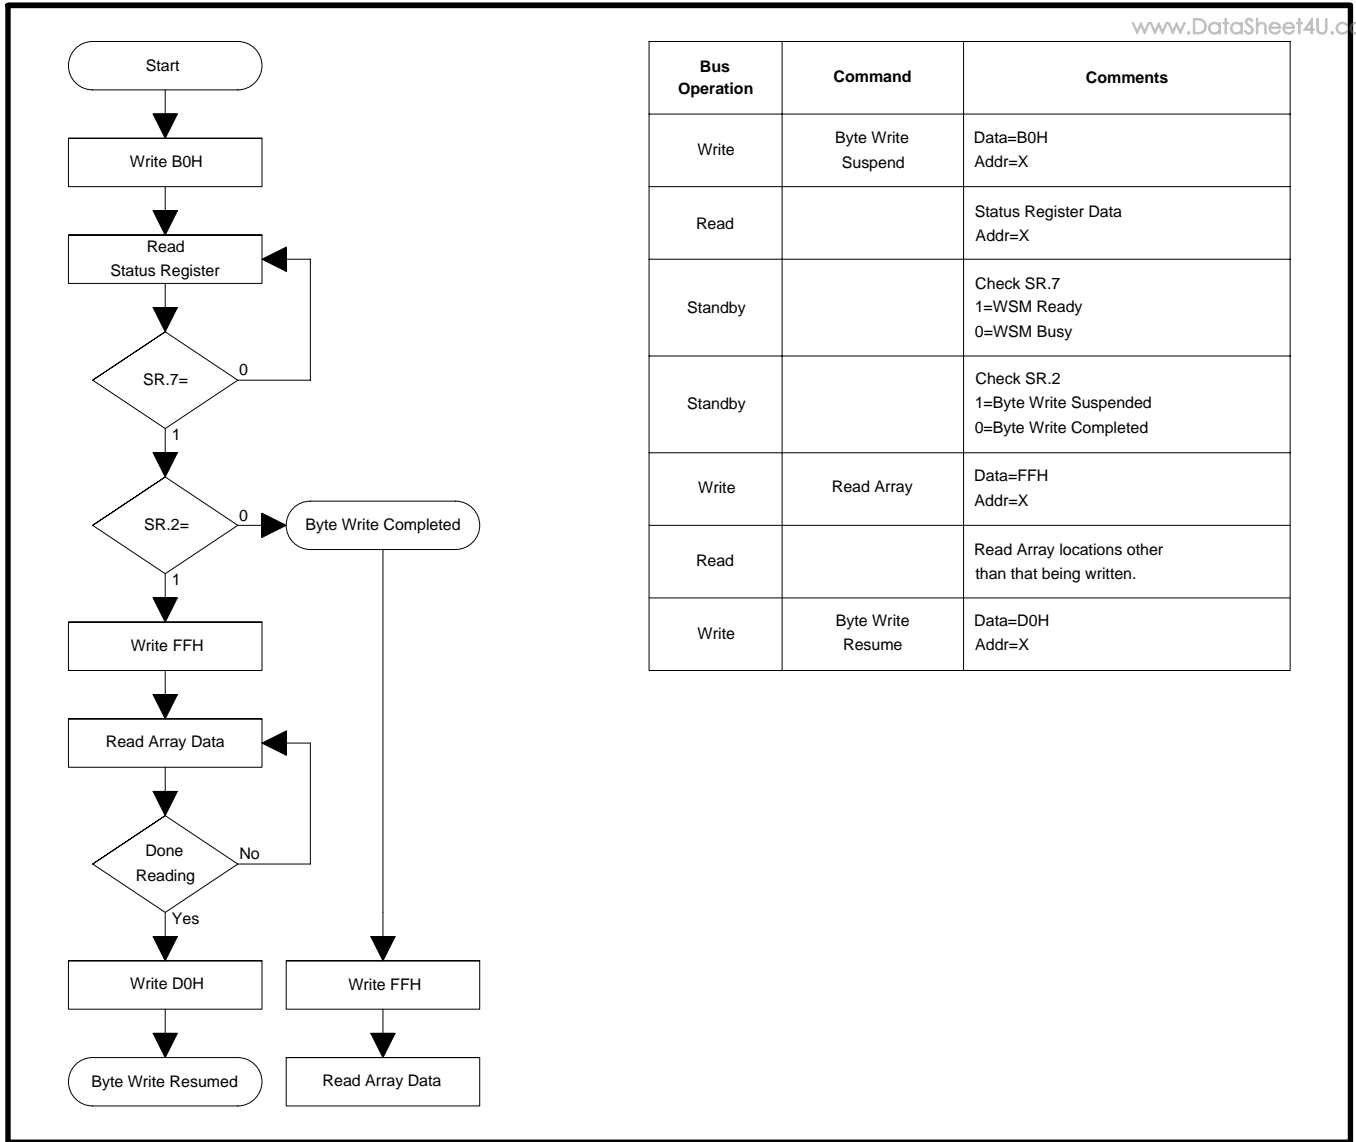 www.DataSheet4U.co
Start
Write B0H
Read
Status Register
SR.7=
0
1
SR.2=
0
Byte Write Completed
1
Write FFH
Read Array Data
Done
Reading
No
Yes
Write D0H
Write FFH
Byte Write Resumed
Read Array Data
Bus
Operation
Command
Comments
Write
Byte Write
Suspend
Data=B0H
Addr=X
Read
Status Register Data
Addr=X
Standby
Check SR.7
1=WSM Ready
0=WSM Busy
Standby
Check SR.2
1=Byte Write Suspended
0=Byte Write Completed
Write
Read Array
Data=FFH
Addr=X
Read
Read Array locations other
than that being written.
Write
Byte Write
Resume
Data=D0H
Addr=X